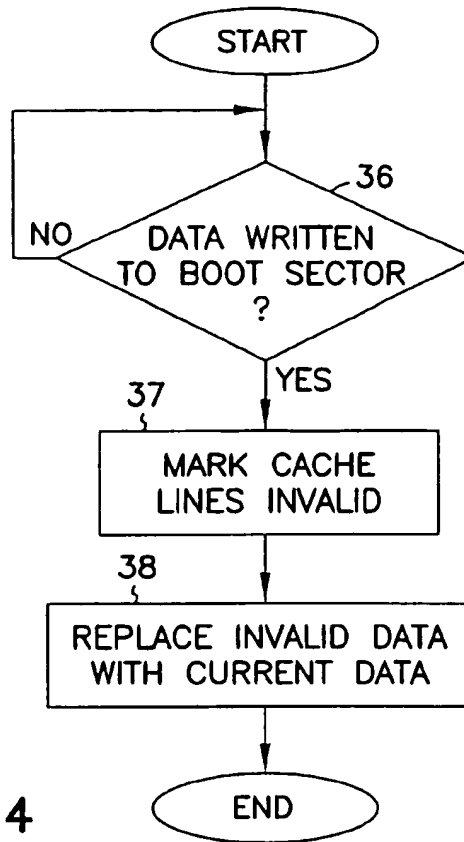 START
36
NO
DATA WRITTEN
TO BOOT SECTOR
?
YES
37
MARK CACHE
LINES INVALID
38
REPLACE INVALID DATA
WITH CURRENT DATA
END
4